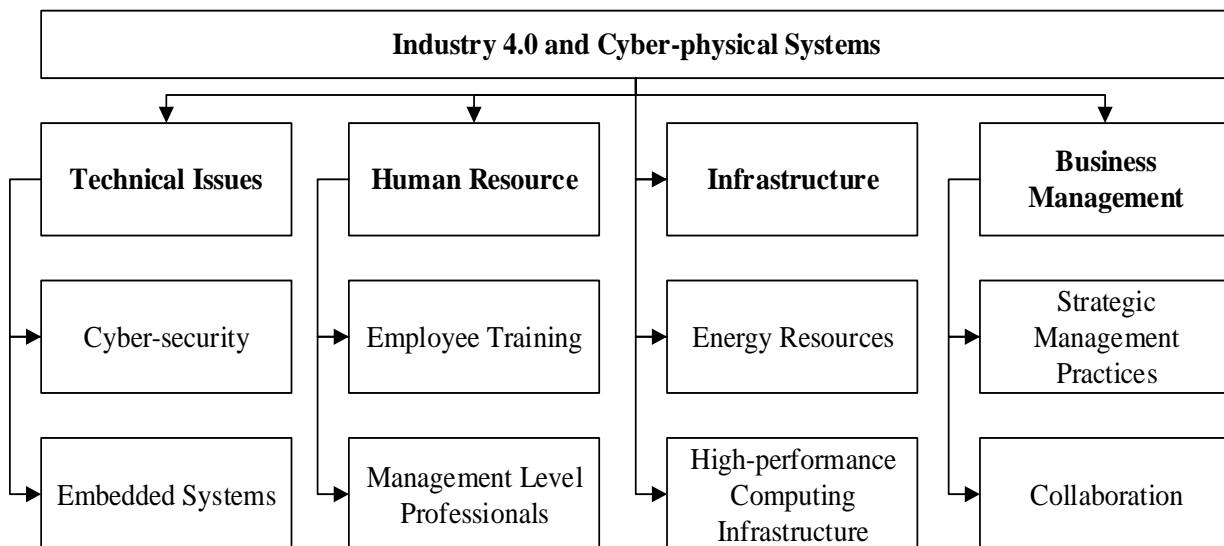 Industry 4.0 and Cyber-physical Systems
Technical Issues
Human Resource
Infrastructure
Business
Management
Cyber-security
Employee Training
Energy Resources
Strategic
Management
Practices
Embedded Systems
Management Level
Professionals
High-performance
Computing
Infrastructure
Collaboration